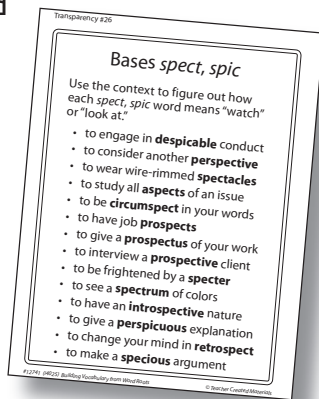 Transparency #26
Bases spect, spic
Use the context to figure out how
each spect, spic word means "watch"
or "look at."
• to engage in despicable conduct
• to consider another perspective
• to wear wire-rimmed spectacles
• to study all aspects of an issue
• to be circumspect in your words
• to have job prospects
• to give a prospectus of your work
• to interview a prospective client
• to be frightened by a specter
• to see a spectrum of colors
• to have an introspective nature
• to give a perspicuous explanation
• to change your mind in retrospect
• to make a specious argument
#12741 (i4625) Building Vocabulary from Word Roots
© Teacher Created Materials